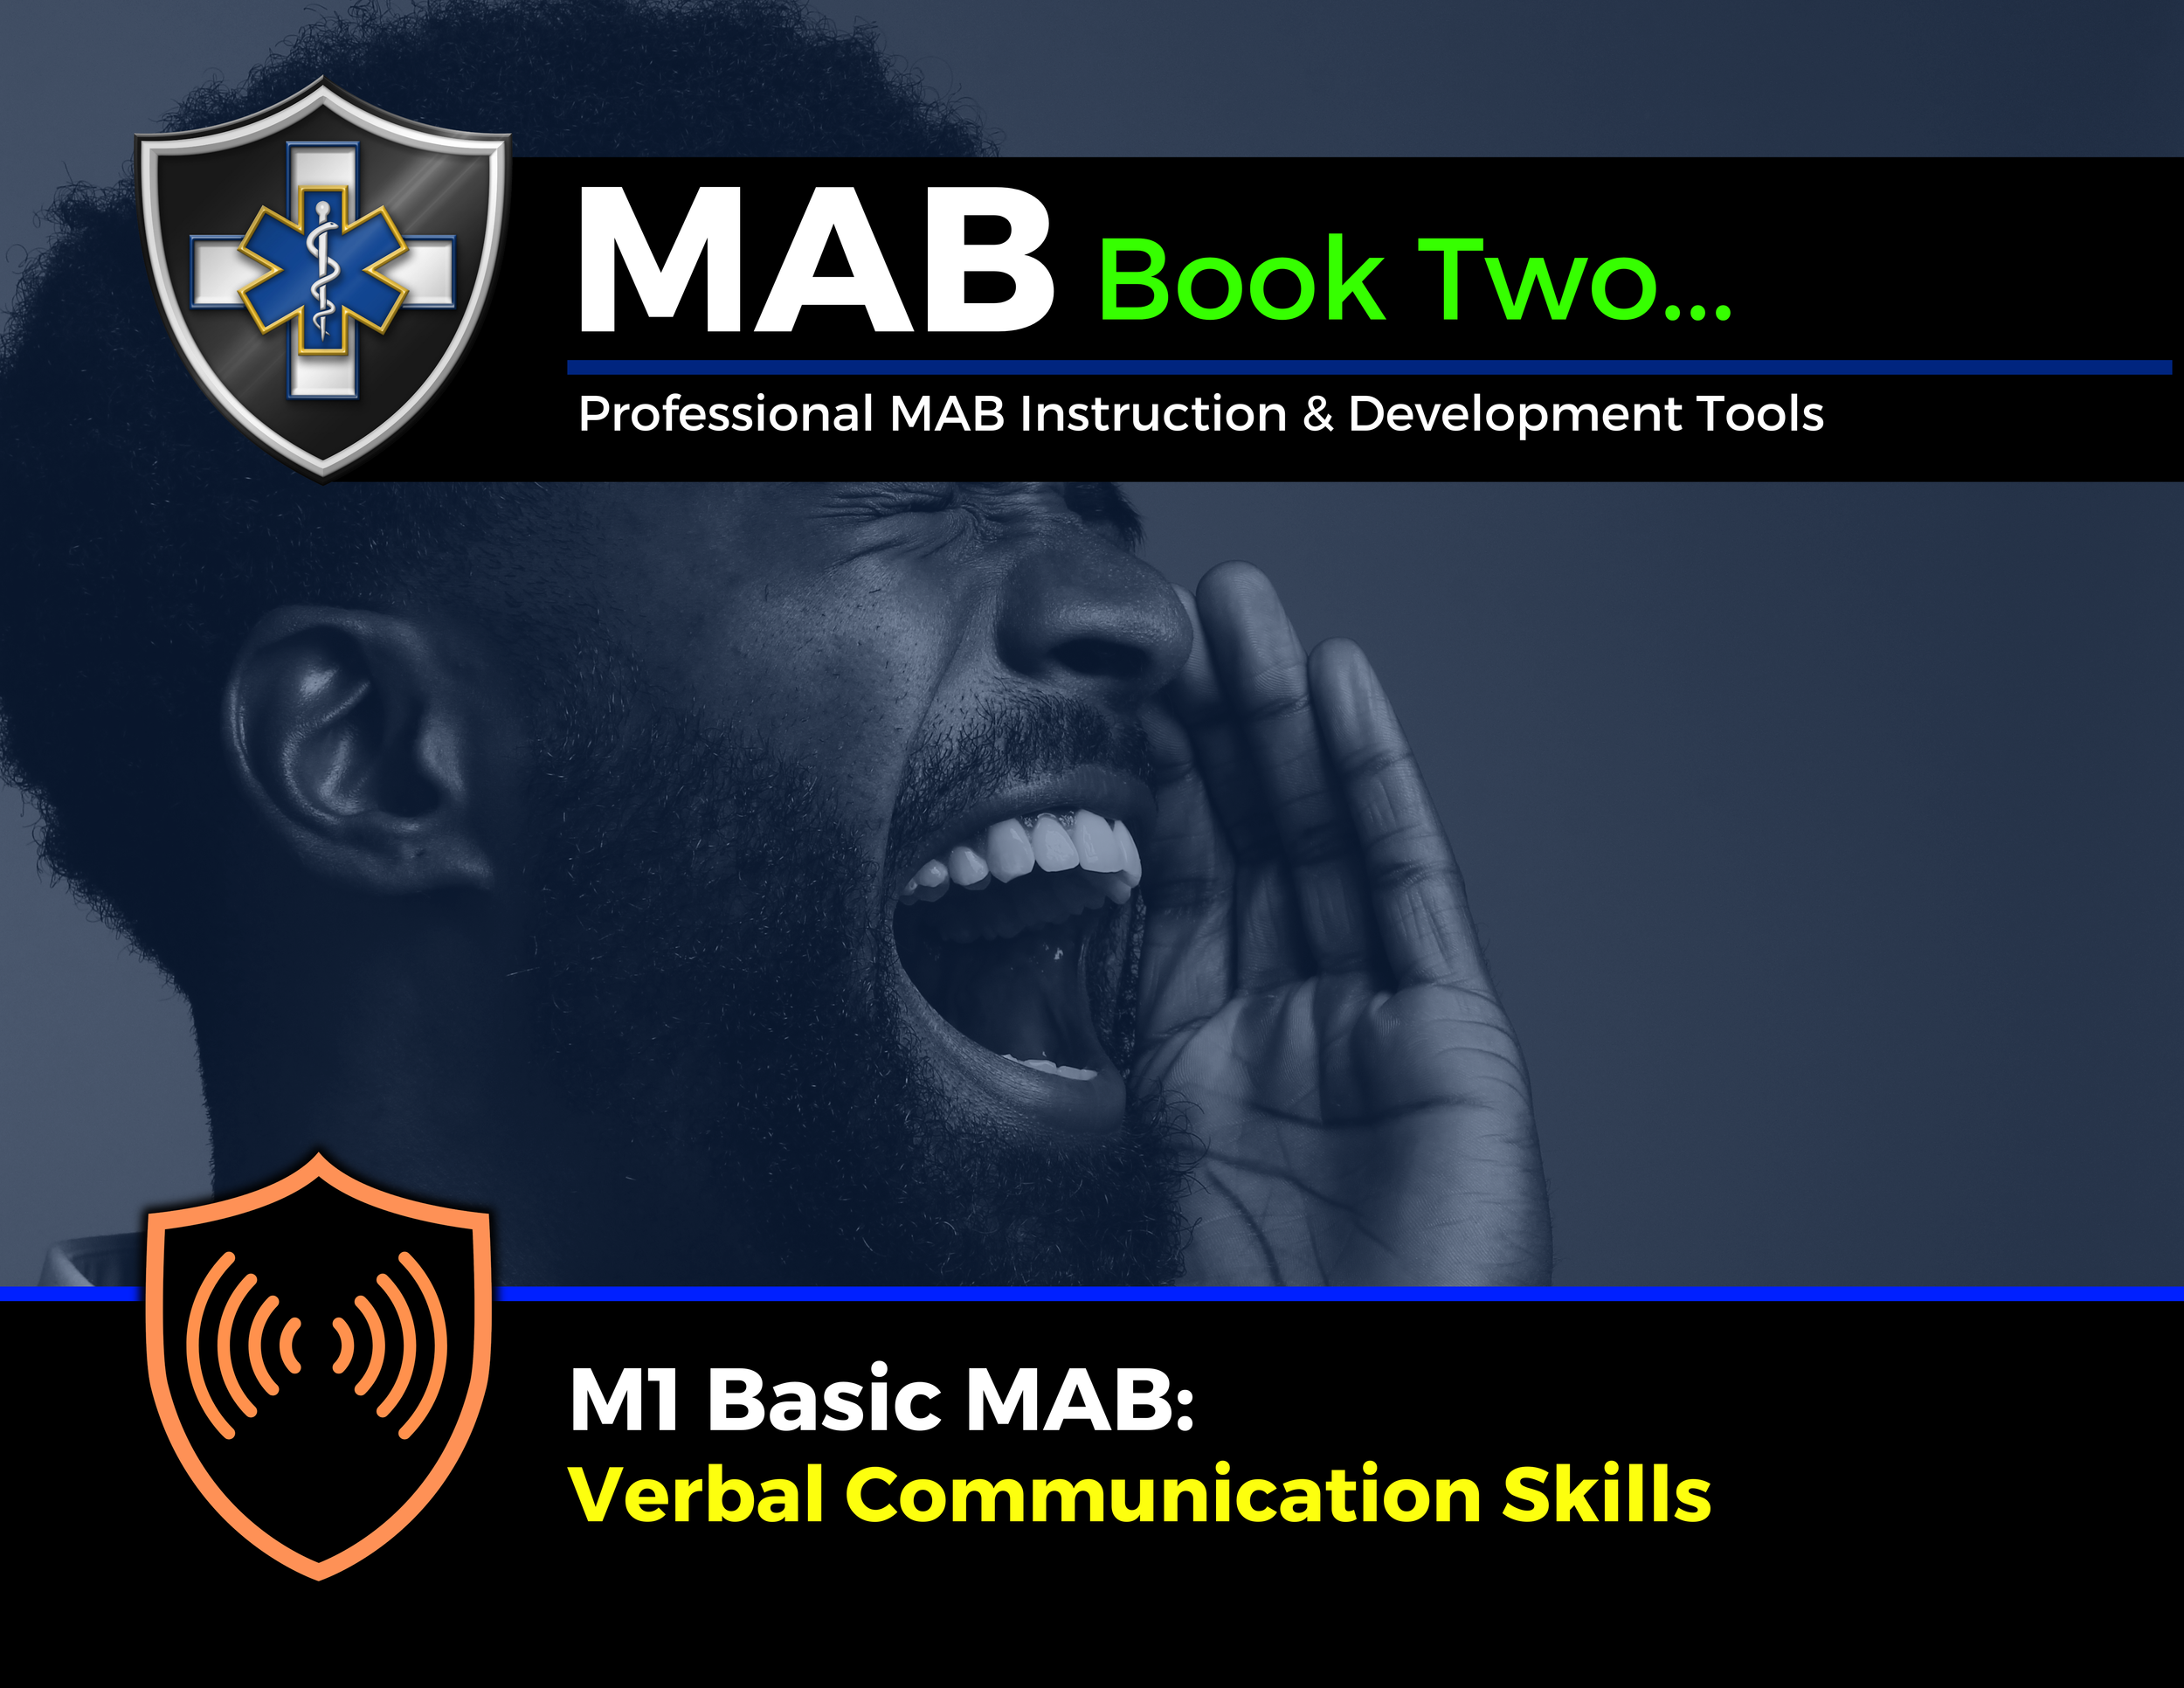 MAB Book Two...
Professional MAB Instruction & Development Tools
M1 Basic MAB:
Verbal Communication Skills